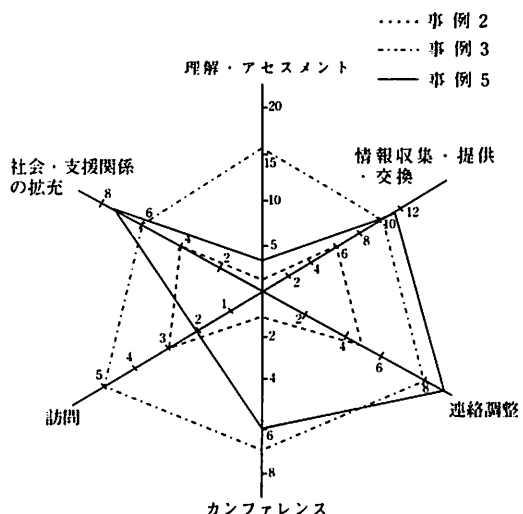 事例2
事例3
事例5
理解・アセスメント
20
15
10
5
情報収集・提供
・交換
12
10
8
6
4
2
社会・支援関係
の拡充
8
6
4
2
1
2
3
4
5
訪問
2
4
6
8
連絡調整
2
4
6
8
カンファレンス